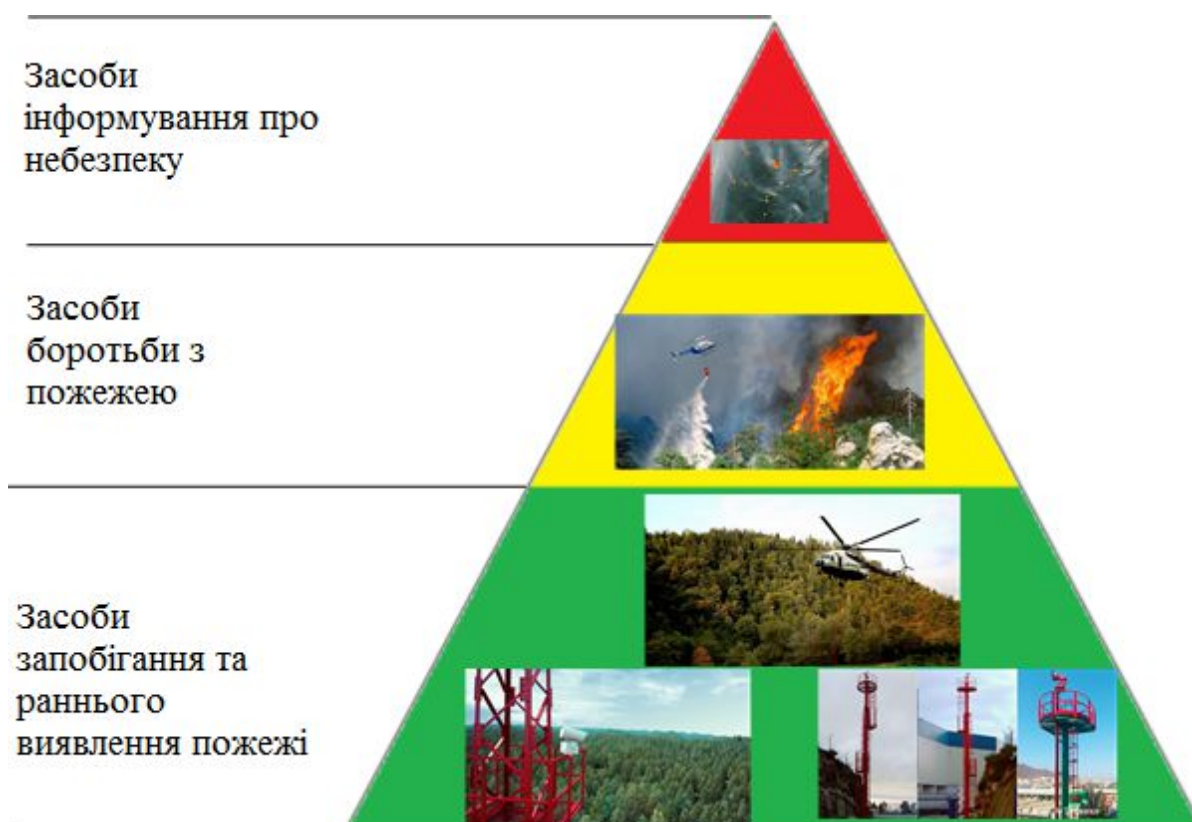 Засоби
інформування про
небезпеку
Засоби
боротьби з
пожежею
Засоби
запобігання та
раннього
виявлення пожежі